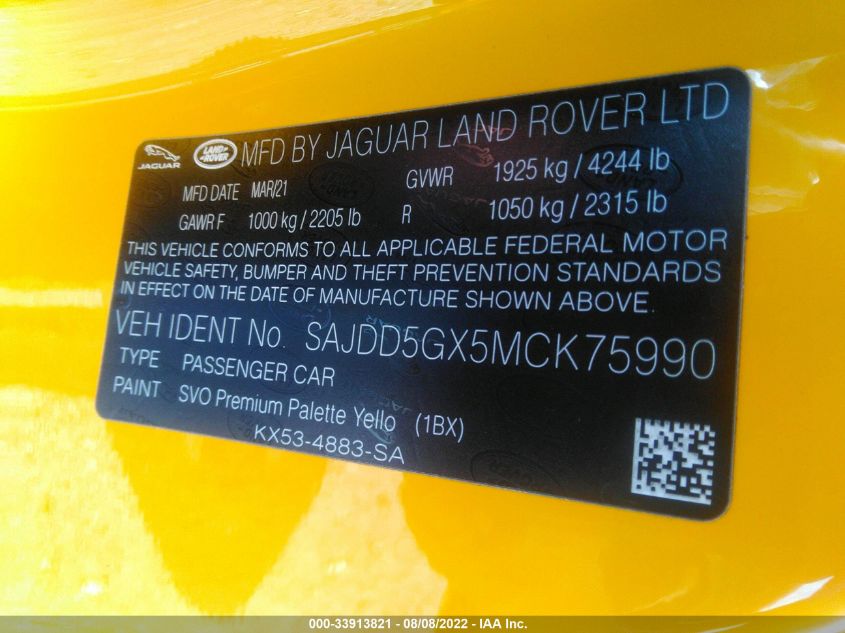 JAGUAR LAND ROVER MFD BY JAGUAR LAND ROVER LTD
MFD DATE MAR/21 GVWR 1925 kg / 4244 lb
GAWR F 1000 kg / 2205 lb R 1050 kg / 2315 lb
THIS VEHICLE CONFORMS TO ALL APPLICABLE FEDERAL MOTOR
VEHICLE SAFETY, BUMPER AND THEFT PREVENTION STANDARDS
IN EFFECT ON THE DATE OF MANUFACTURE SHOWN ABOVE.
VEH IDENT No. SAJDD5GX5MCK75990
TYPE PASSENGER CAR
PAINT SVO Premium Palette Yello (1BX)
KX53-4883-SA
000-33913821 - 08/08/2022 - IAA Inc.